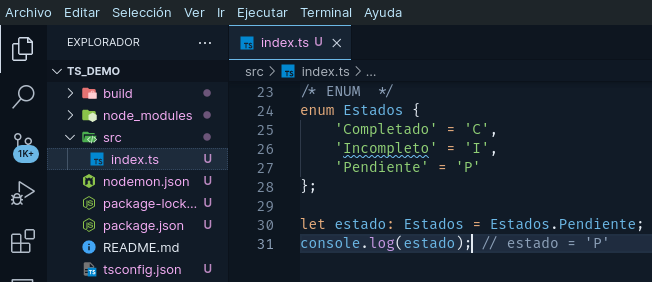 Archivo Editar Selección Ver Ir Ejecutar Terminal Ayuda
EXPLORADOR ...
TS_DEMO
build
node_modules
src
index.ts U
nodemon.json U
package-lock... U
package.json U
README.md
tsconfig.json U
1K+
TS index.ts U ×
src > TS index.ts > ...
23 /* ENUM */
24 enum Estados {
25 'Completado' = 'C',
26 'Incompleto' = 'I',
27 'Pendiente' = 'P'
28 };
29
30 let estado: Estados = Estados.Pendiente;
31 console.log(estado); // estado = 'P'